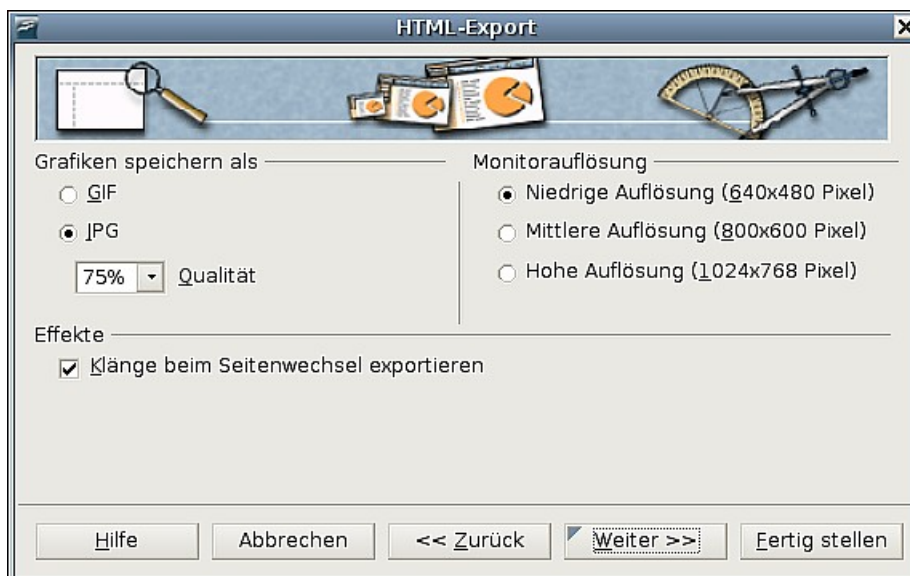 HTML-Export
Grafiken speichern als
GIF
JPG
75% Qualität
Monitorauflösung
Niedrige Auflösung (640x480 Pixel)
Mittlere Auflösung (800x600 Pixel)
Hohe Auflösung (1024x768 Pixel)
Effekte
Klänge beim Seitenwechsel exportieren
Hilfe
Abbrechen
<< Zurück
Weiter >>
Fertig stellen